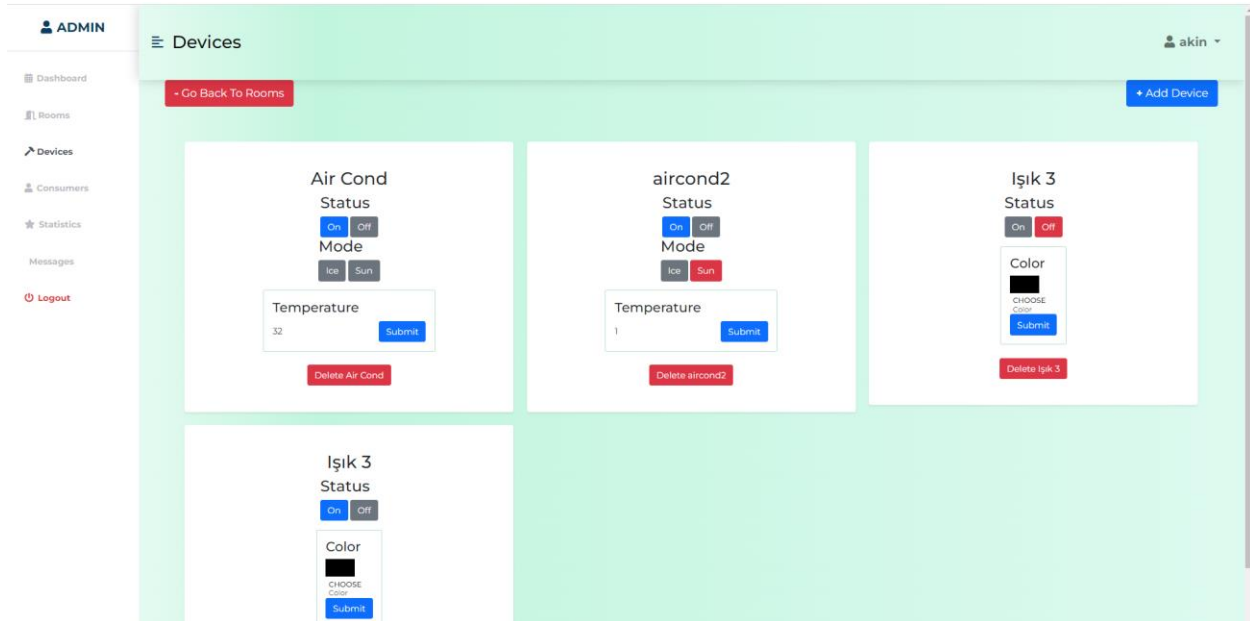 ADMIN
Dashboard
Rooms
Devices
Consumers
Statistics
Messages
Logout
Devices
akin
- Go Back To Rooms
+ Add Device
Air Cond
Status
On Off
Mode
Ice Sun
Temperature
32 Submit
Delete Air Cond
aircond2
Status
On Off
Mode
Ice Sun
Temperature
1 Submit
Delete aircond2
Işık 3
Status
On Off
Color
CHOOSE
Color
Submit
Delete Işık 3
Işık 3
Status
On Off
Color
CHOOSE
Color
Submit